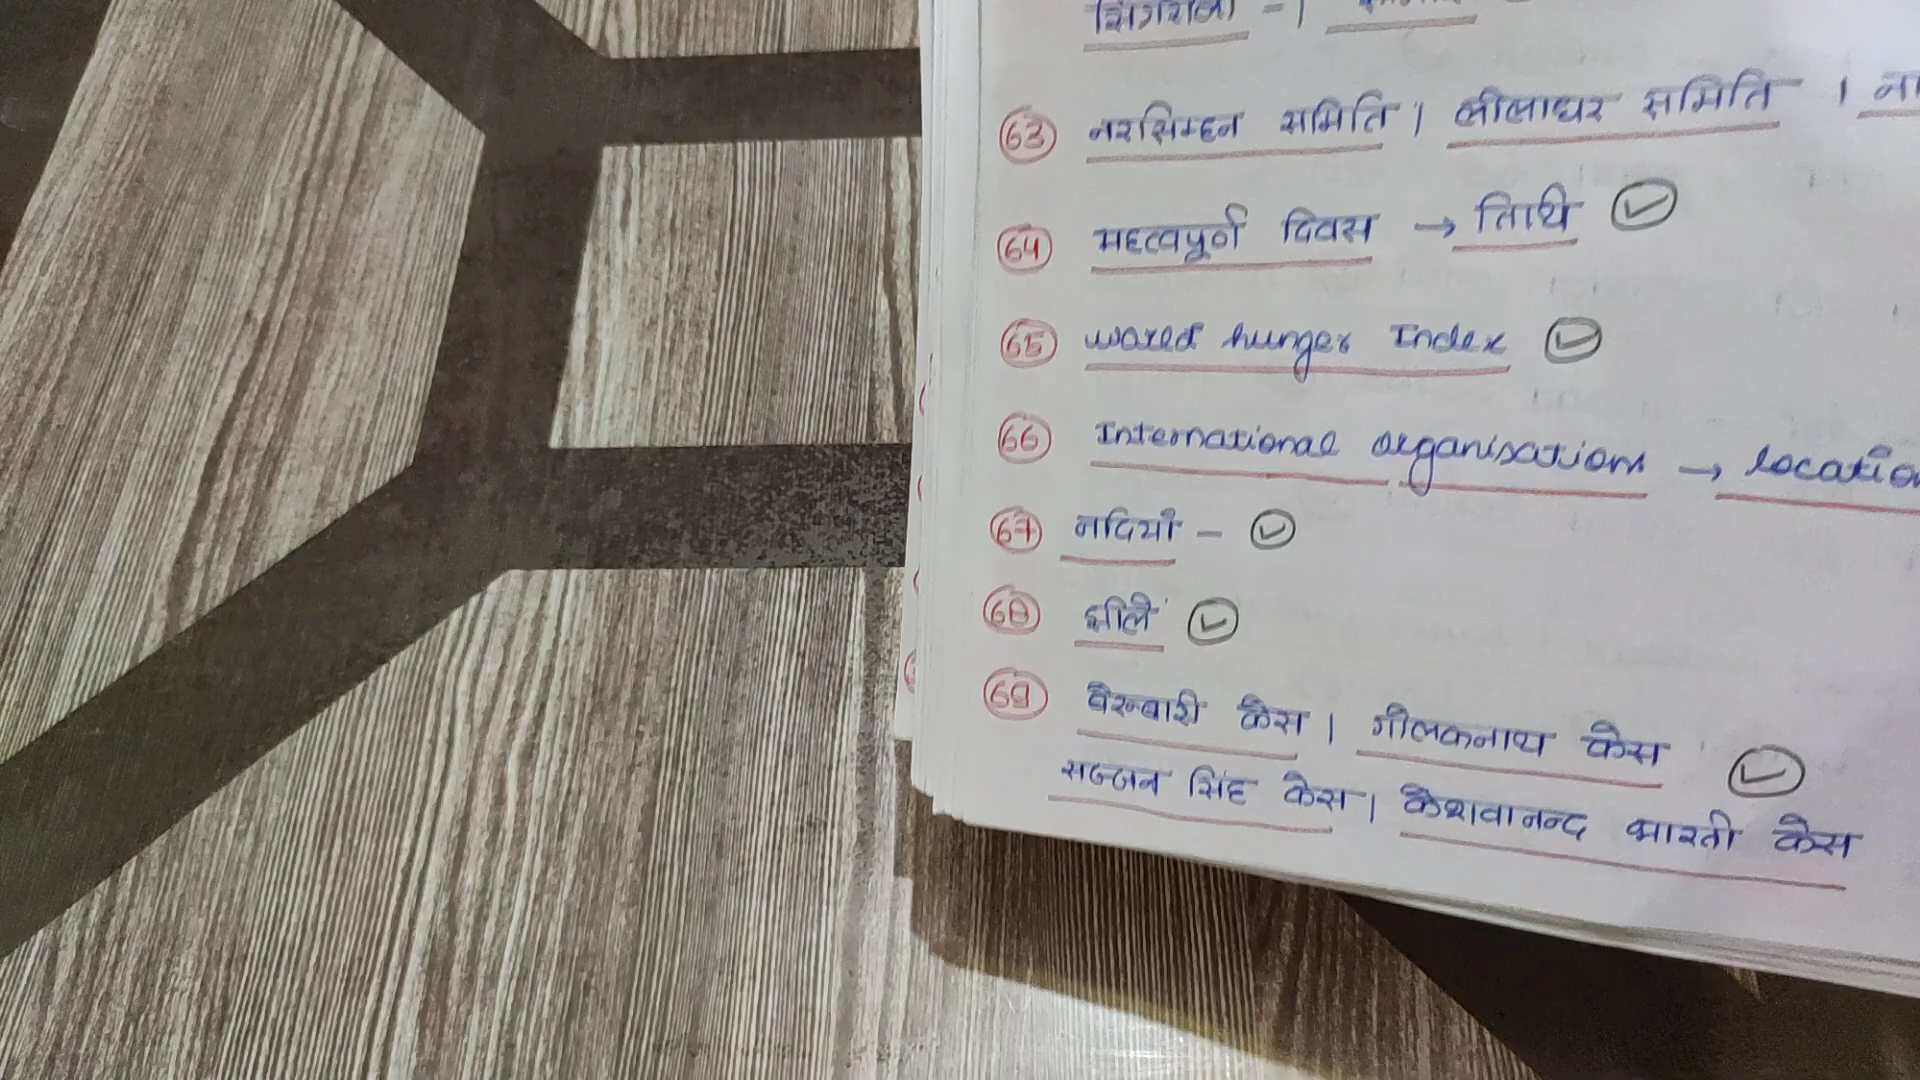 63 नरसिम्हन समिति । लीलाधर समिति । ना
64 महत्वपूर्ण दिवस → तिथि
65 world hunger Index
66 International organisations → locatio
67 नदियाँ -
68 झीलें
69 बेरूबारी केस । गोलकनाथ केस
सज्जन सिंह केस । केशवानन्द भारती केस